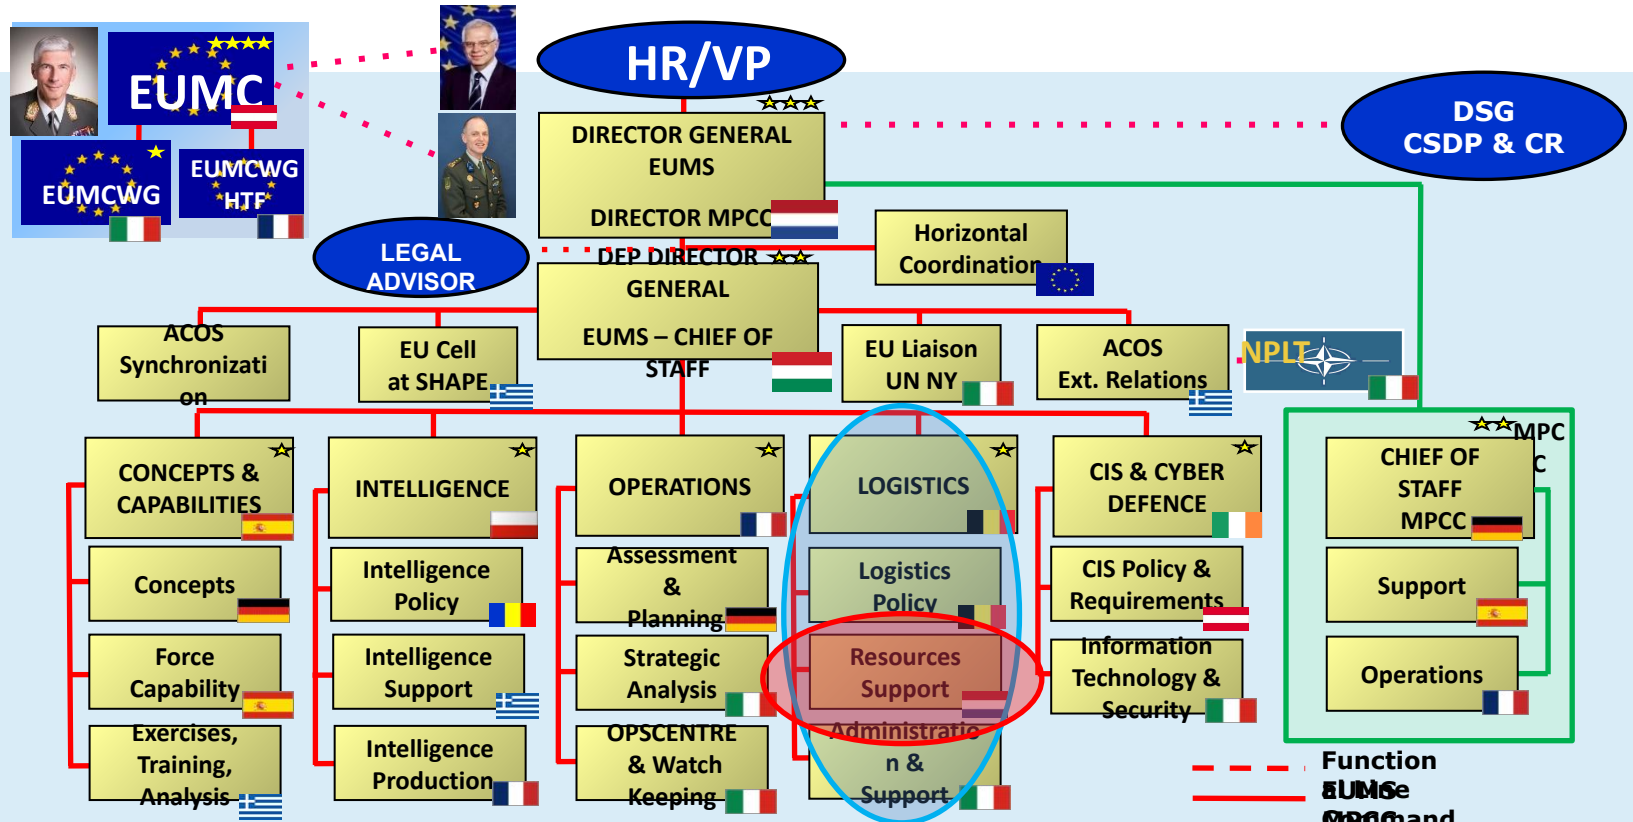 EUMC
EUMCWG
EUMCWG
HTF
HR/VP
DIRECTOR GENERAL
EUMS
DIRECTOR MPCC
DSG
CSDP & CR
LEGAL
ADVISOR
Horizontal
Coordination
DEP DIRECTOR
GENERAL
EUMS – CHIEF OF
STAFF
ACOS
Synchronizati
on
EU Cell
at SHAPE
EU Liaison
UN NY
ACOS
Ext. Relations
NPLT
CONCEPTS &
CAPABILITIES
Concepts
Force
Capability
Exercises,
Training,
Analysis
INTELLIGENCE
Intelligence
Policy
Intelligence
Support
Intelligence
Production
OPERATIONS
Assessment
&
Planning
Strategic
Analysis
OPSCENTRE
& Watch
Keeping
LOGISTICS
Logistics
Policy
Resources
Support
Administratio
n &
Support
CIS & CYBER
DEFENCE
CIS Policy &
Requirements
Information
Technology &
Security
MPC
C
CHIEF OF
STAFF
MPCC
Support
Operations
Function
al Line
EUMS
Command